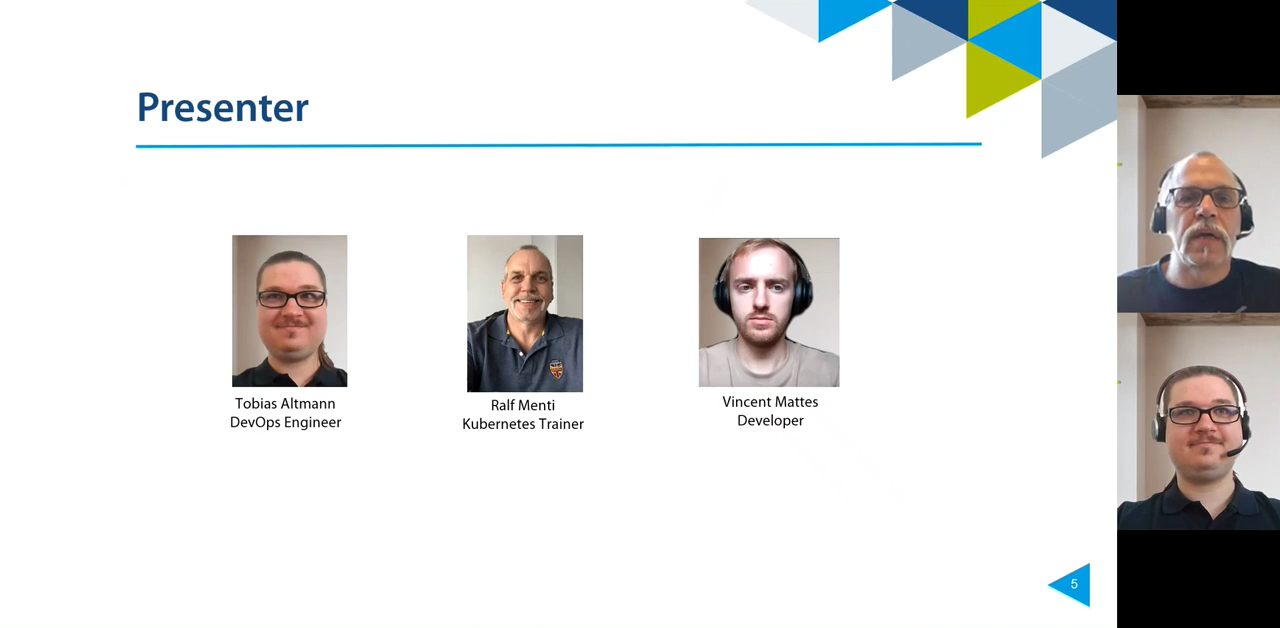 Presenter
Tobias Altmann
DevOps Engineer
Ralf Menti
Kubernetes Trainer
Vincent Mattes
Developer
5